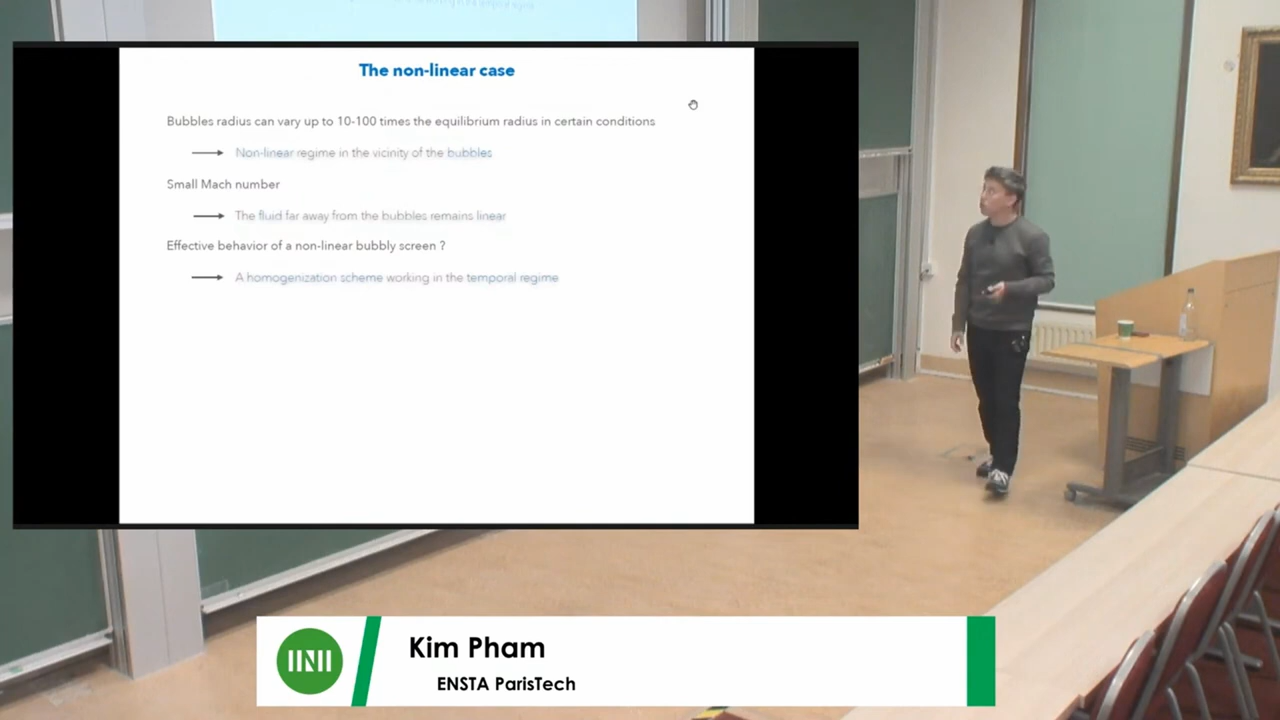 The non-linear case
Bubbles radius can vary up to 10-100 times the equilibrium radius in certain conditions
Non-linear regime in the vicinity of the bubbles
Small Mach number
The fluid far away from the bubbles remains linear
Effective behavior of a non-linear bubbly screen ?
A homogenization scheme working in the temporal regime
Kim Pham
ENSTA ParisTech